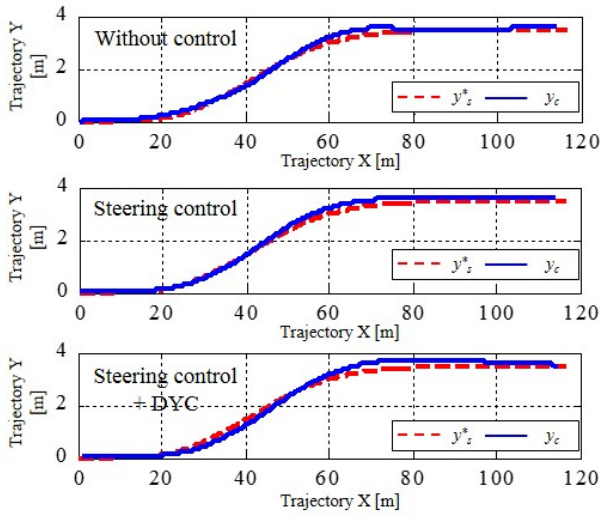 4
Without control
Trajectory Y
[m]
2
y*s yc
0
0 20 40 60 80 100 120
Trajectory X [m]
4
Steering control
Trajectory Y
[m]
2
y*s yc
0
0 20 40 60 80 100 120
Trajectory X [m]
4
Steering control
+ DYC
Trajectory Y
[m]
2
y*s yc
0
0 20 40 60 80 100 120
Trajectory X [m]